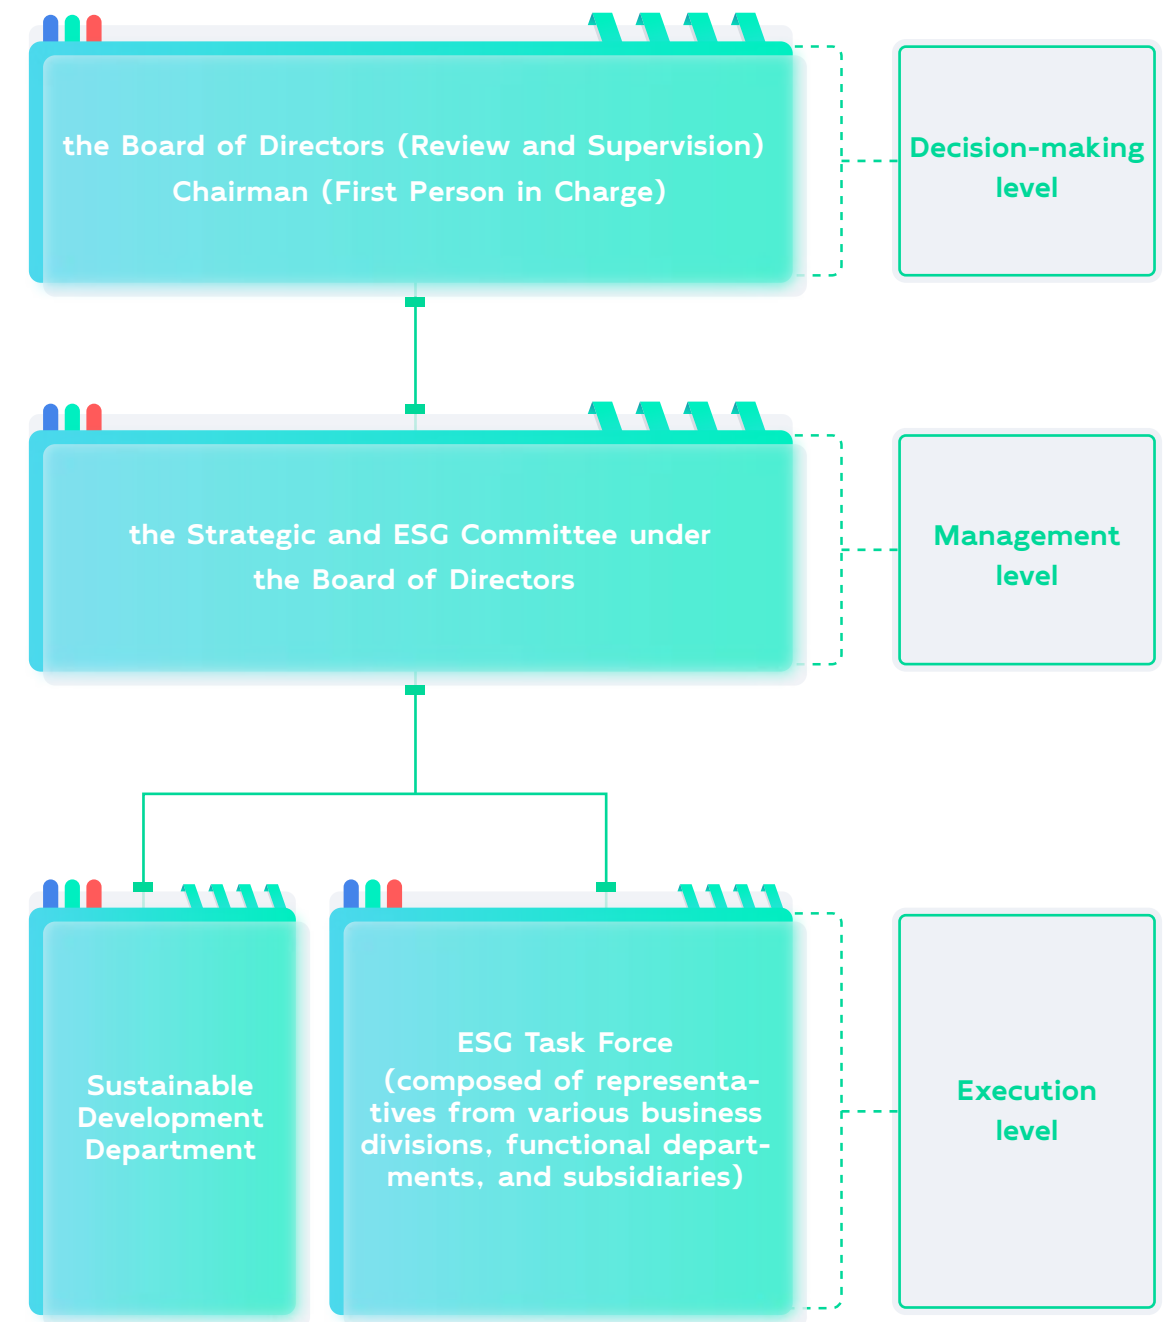 the Board of Directors (Review and Supervision)
Chairman (First Person in Charge)
Decision-making
level
the Strategic and ESG Committee under
the Board of Directors
Management
level
Sustainable
Development
Department
ESG Task Force
(composed of representa-
tives from various business
divisions, functional depart-
ments, and subsidiaries)
Execution
level